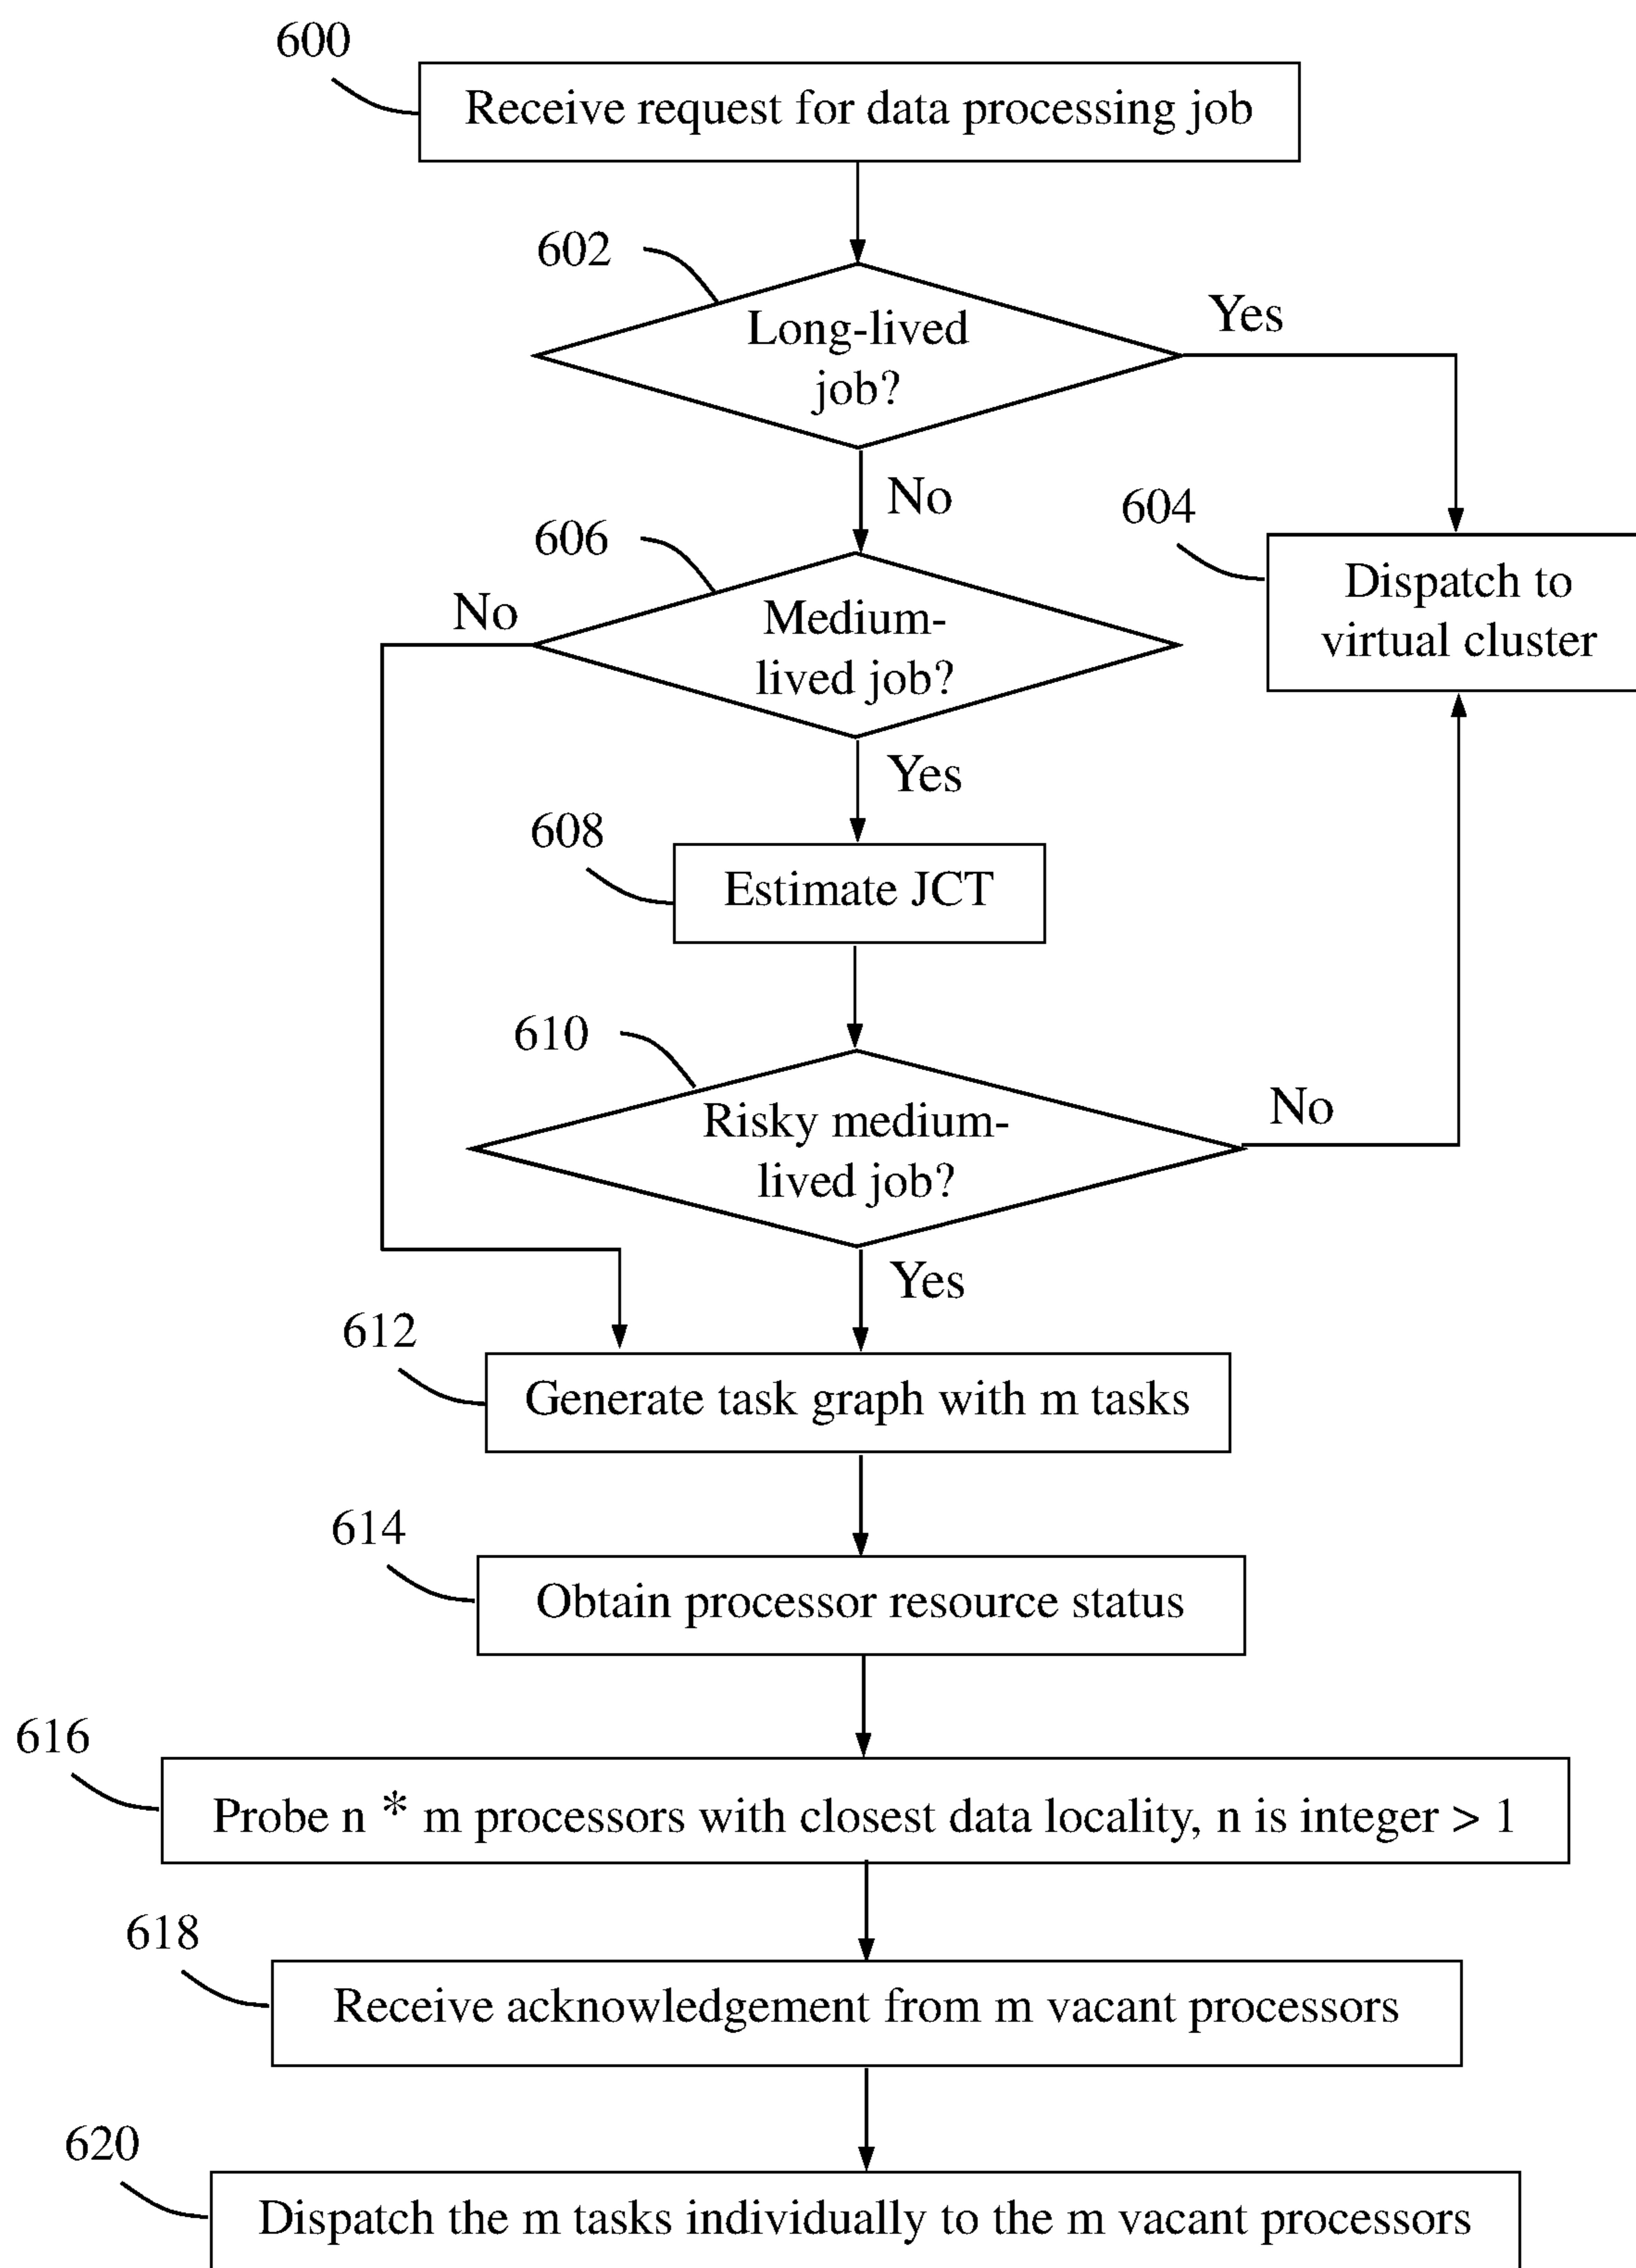 600
Receive request for data processing job
602
Long-lived
job?
Yes
No
604
Dispatch to
virtual cluster
606
No
Medium-
lived job?
Yes
608
Estimate JCT
610
Risky medium-
lived job?
No
Yes
612
Generate task graph with m tasks
614
Obtain processor resource status
616
Probe n * m processors with closest data locality, n is integer > 1
618
Receive acknowledgement from m vacant processors
620
Dispatch the m tasks individually to the m vacant processors